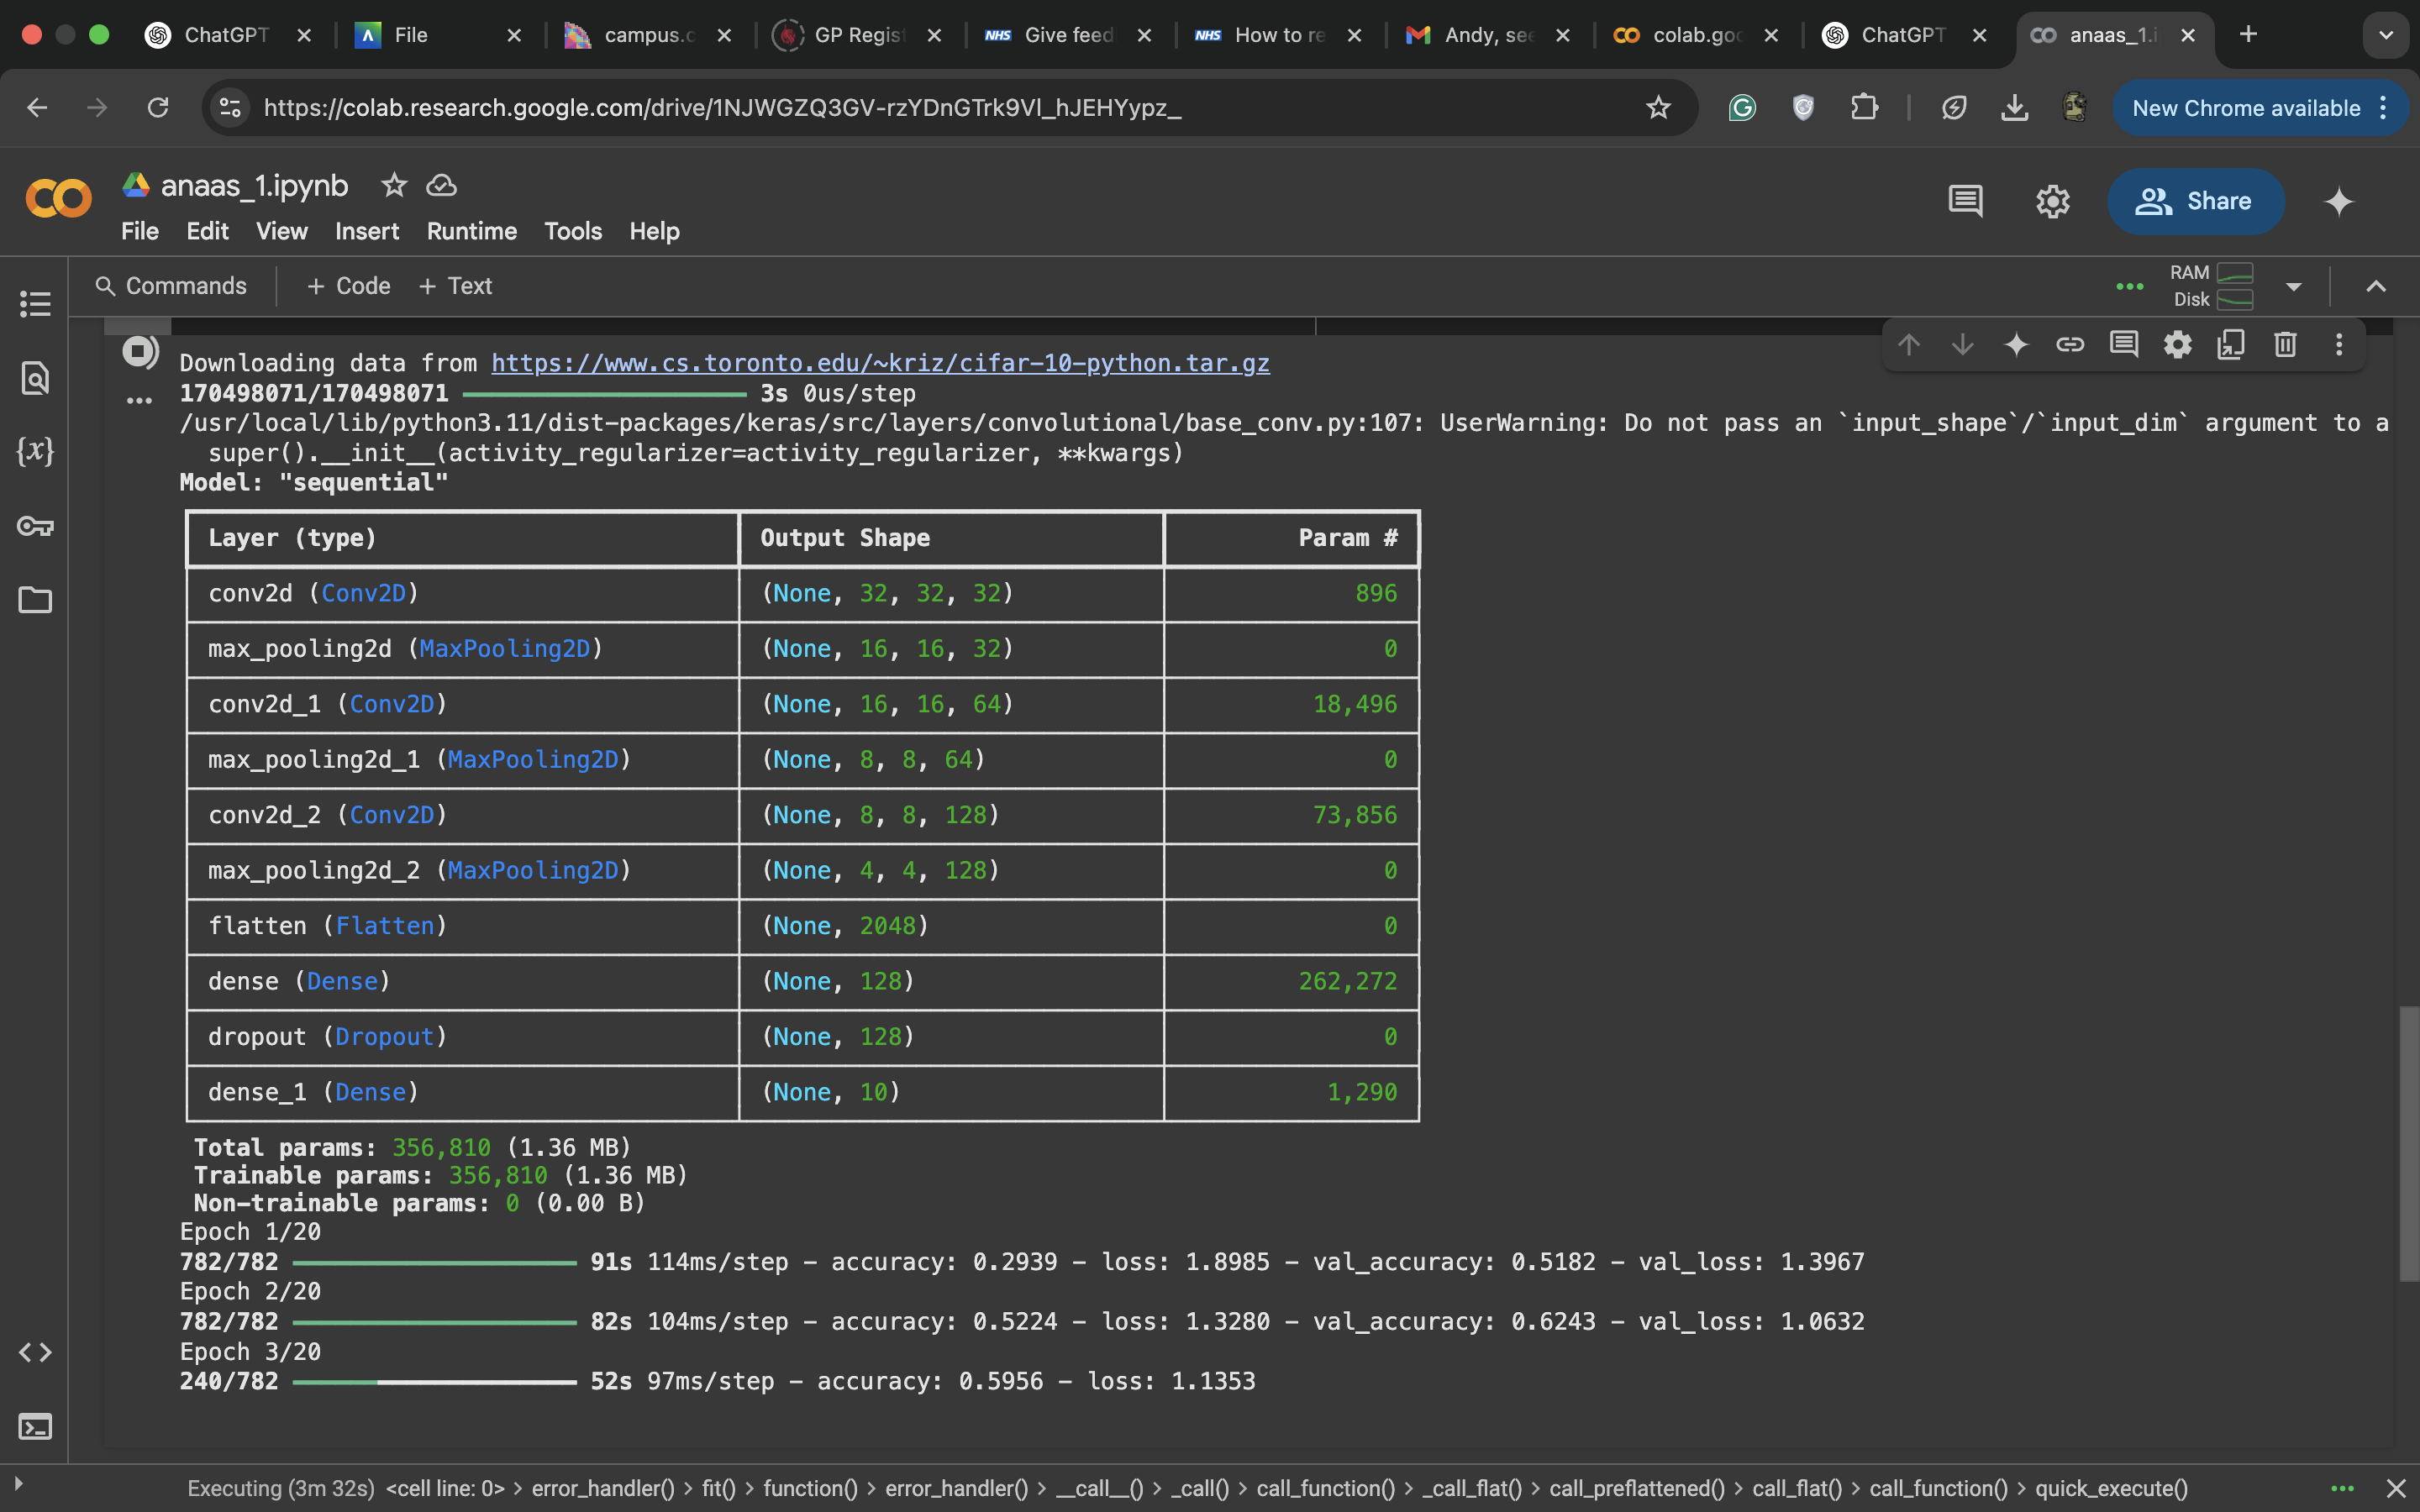 ChatGPT
File
campus.c
GP Regis
NHS Give feed
NHS How to re
Andy, see
colab.goo
ChatGPT
anaas_1.i
https://colab.research.google.com/drive/1NJWGZQ3GV-rzYDnGTrk9Vl_hJEHYypz_
New Chrome available
anaas_1.ipynb
File Edit View Insert Runtime Tools Help
Share
Commands + Code + Text
RAM
Disk
Downloading data from https://www.cs.toronto.edu/~kriz/cifar-10-python.tar.gz
170498071/170498071 3s 0us/step
/usr/local/lib/python3.11/dist-packages/keras/src/layers/convolutional/base_conv.py:107: UserWarning: Do not pass an `input_shape`/`input_dim` argument to a
super().__init__(activity_regularizer=activity_regularizer, **kwargs)
Model: "sequential"
Layer (type) Output Shape Param #
conv2d (Conv2D) (None, 32, 32, 32) 896
max_pooling2d (MaxPooling2D) (None, 16, 16, 32) 0
conv2d_1 (Conv2D) (None, 16, 16, 64) 18,496
max_pooling2d_1 (MaxPooling2D) (None, 8, 8, 64) 0
conv2d_2 (Conv2D) (None, 8, 8, 128) 73,856
max_pooling2d_2 (MaxPooling2D) (None, 4, 4, 128) 0
flatten (Flatten) (None, 2048) 0
dense (Dense) (None, 128) 262,272
dropout (Dropout) (None, 128) 0
dense_1 (Dense) (None, 10) 1,290
Total params: 356,810 (1.36 MB)
Trainable params: 356,810 (1.36 MB)
Non-trainable params: 0 (0.00 B)
Epoch 1/20
782/782 91s 114ms/step - accuracy: 0.2939 - loss: 1.8985 - val_accuracy: 0.5182 - val_loss: 1.3967
Epoch 2/20
782/782 82s 104ms/step - accuracy: 0.5224 - loss: 1.3280 - val_accuracy: 0.6243 - val_loss: 1.0632
Epoch 3/20
240/782 52s 97ms/step - accuracy: 0.5956 - loss: 1.1353
Executing (3m 32s) <cell line: 0> > error_handler() > fit() > function() > error_handler() > __call__() > _call() > call_function() > _call_flat() > call_preflattened() > call_flat() > call_function() > quick_execute()